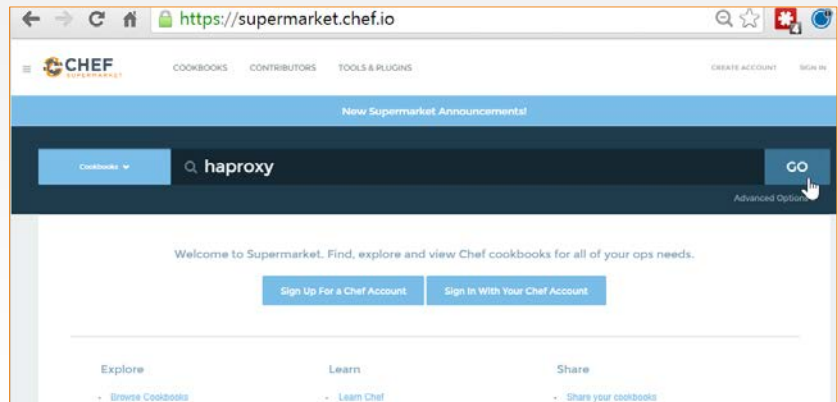 https://supermarket.chef.io
CHEF
SUPERMARKET
COOKBOOKS CONTRIBUTORS TOOLS & PLUGINS CREATE ACCOUNT SIGN IN
New Supermarket Announcements!
Cookbooks haproxy GO
Advanced Options
Welcome to Supermarket. Find, explore and view Chef cookbooks for all of your ops needs.
Sign Up For a Chef Account Sign In With Your Chef Account
Explore Learn Share
- Browse Cookbooks - Learn Chef - Share your cookbooks